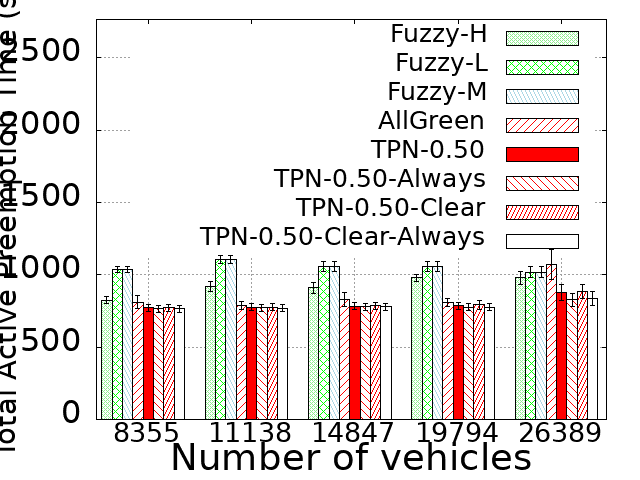 Total Active Preemption Time (s
2500
2000
1500
1000
500
0
Fuzzy-H
Fuzzy-L
Fuzzy-M
AllGreen
TPN-0.50
TPN-0.50-Always
TPN-0.50-Clear
TPN-0.50-Clear-Always
8355 11138 14847 19794 26389
Number of vehicles